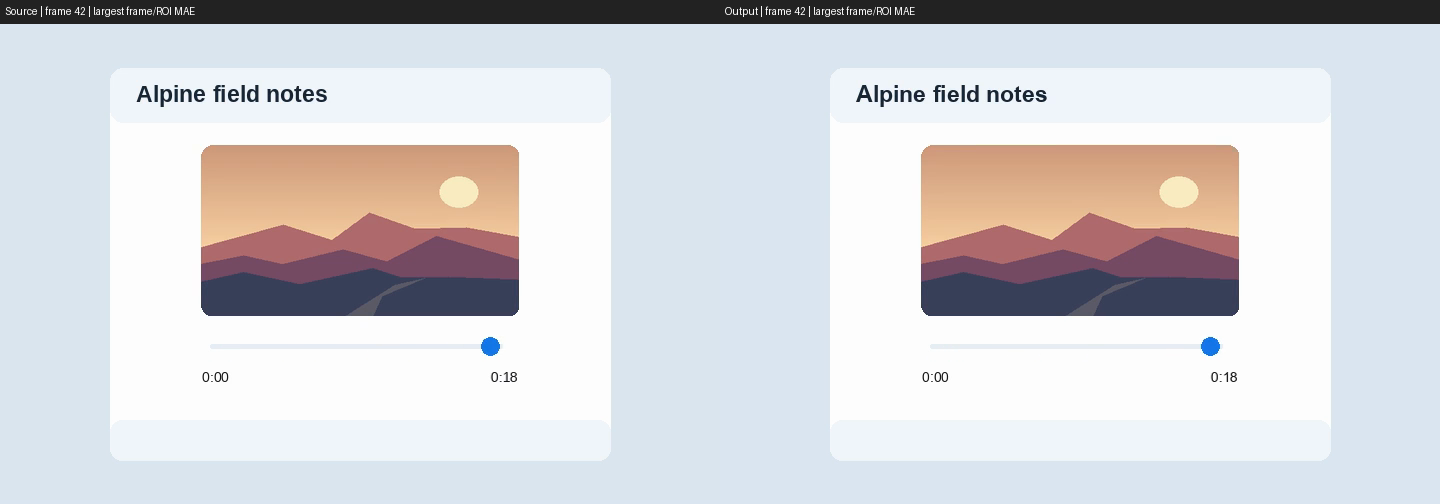 Source | frame 42 | largest frame/ROI MAE
Output | frame 42 | largest frame/ROI MAE
Alpine field notes
Alpine field notes
0:00
0:18
0:00
0:18